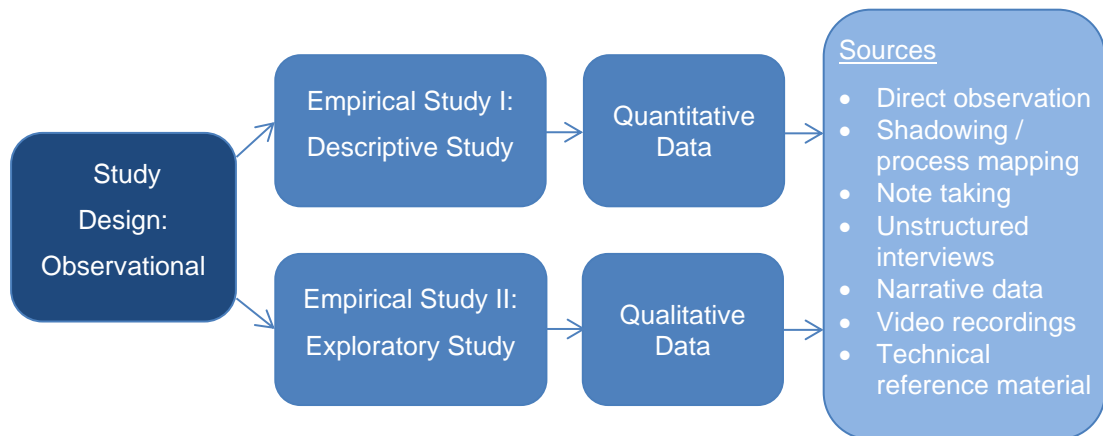 Study
Design:
Observational
Empirical Study I:
Descriptive Study
Quantitative
Data
Empirical Study II:
Exploratory Study
Qualitative
Data
Sources
• Direct observation
• Shadowing /
process mapping
• Note taking
• Unstructured
interviews
• Narrative data
• Video recordings
• Technical
reference material